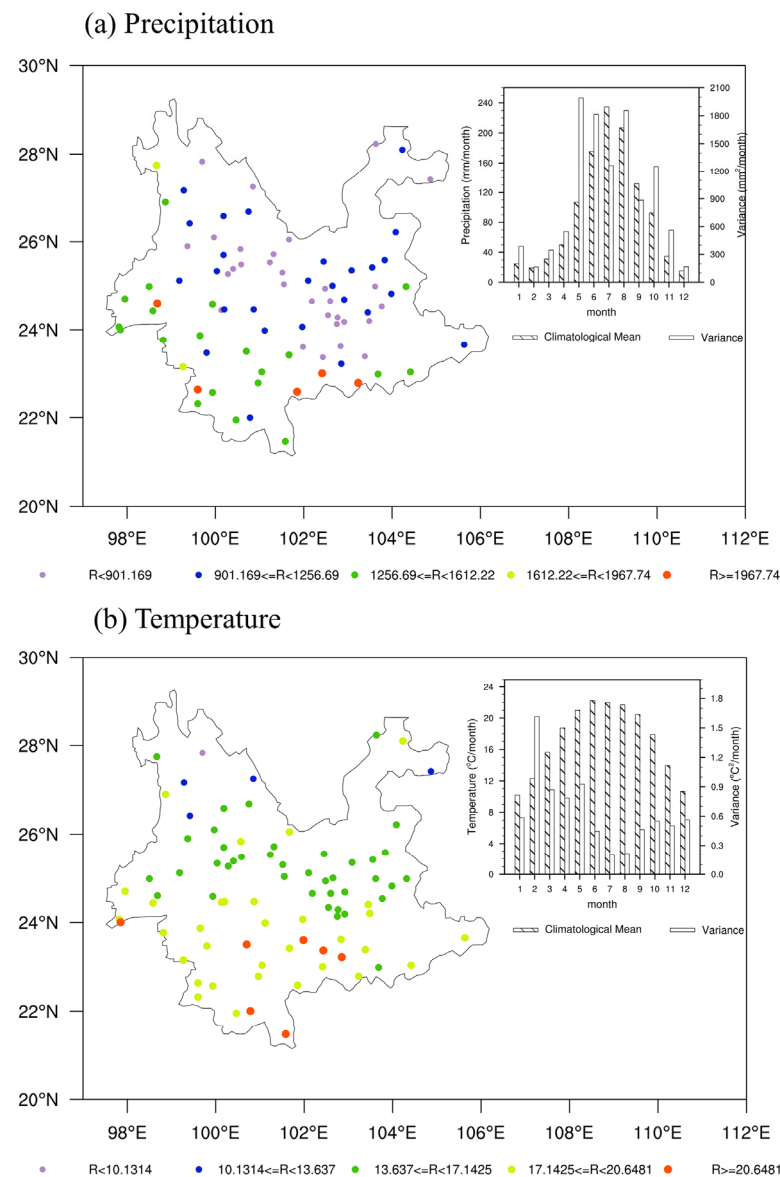 (a) Precipitation
30°N
28°N
26°N
24°N
22°N
20°N
98°E 100°E 102°E 104°E 106°E 108°E 110°E 112°E
Precipitation (mm/month)
240
200
160
120
80
40
0
2100
1800
1500
1200
900
600
300
0
Variance (mm²/month)
1 2 3 4 5 6 7 8 9 10 11 12
month
Climatological Mean Variance
R<901.169 901.169<=R<1256.69 1256.69<=R<1612.22 1612.22<=R<1967.74 R>=1967.74
(b) Temperature
30°N
28°N
26°N
24°N
22°N
20°N
98°E 100°E 102°E 104°E 106°E 108°E 110°E 112°E
Temperature (°C/month)
24
20
16
12
8
4
0
1.8
1.5
1.2
0.9
0.6
0.3
0.0
Variance (°C²/month)
1 2 3 4 5 6 7 8 9 10 11 12
month
Climatological Mean Variance
R<10.1314 10.1314<=R<13.637 13.637<=R<17.1425 17.1425<=R<20.6481 R>=20.6481